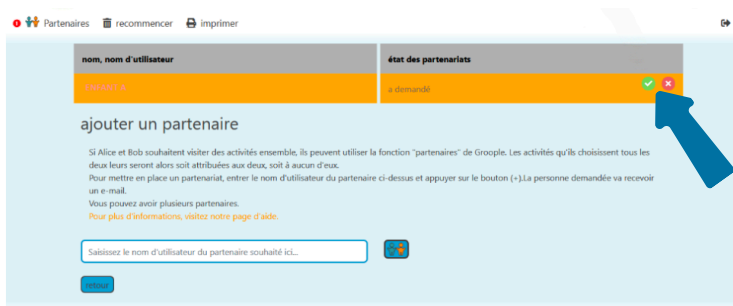 Partenaires recommencer imprimer
nom, nom d'utilisateur état des partenariats
a demandé
ajouter un partenaire
Si Alice et Bob souhaitent visiter des activités ensemble, ils peuvent utiliser la fonction "partenaires" de Groople. Les activités qu'ils choisissent tous les
deux leurs seront alors soit attribuées aux deux, soit à aucun d'eux.
Pour mettre en place un partenariat, entrer le nom d'utilisateur du partenaire ci-dessus et appuyer sur le bouton (+).La personne demandée va recevoir
un e-mail.
Vous pouvez avoir plusieurs partenaires.
Pour plus d'informations, visitez notre page d'aide.
Saisissez le nom d'utilisateur du partenaire souhaité ici...
retour